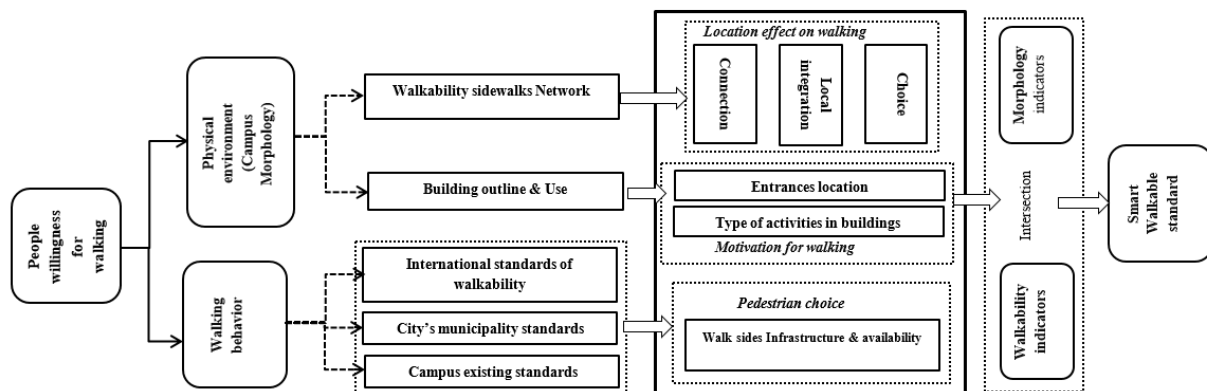 People
willingness
for
walking
Physical
environment
(Campus
Morphology)
Walking
behavior
Walkability sidewalks Network
Building outline & Use
International standards of
walkability
City's municipality standards
Campus existing standards
Location effect on walking
Connection
Local
integration
Choice
Entrances location
Type of activities in buildings
Motivation for walking
Pedestrian choice
Walk sides Infrastructure & availability
Morphology
indicators
Intersection
Walkability
indicators
Smart
Walkable
standard